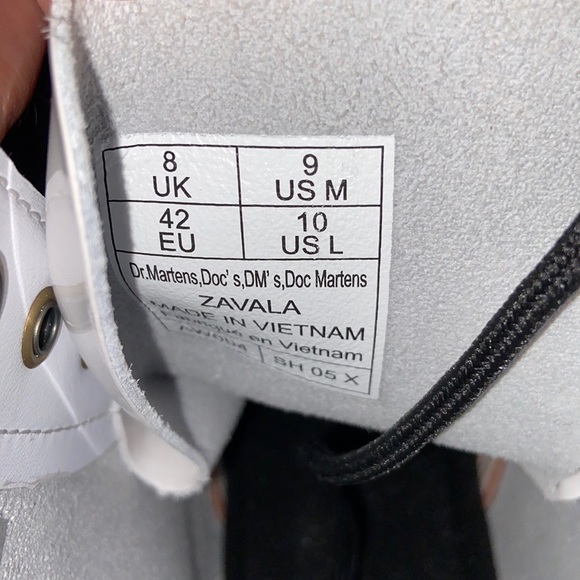 8 UK
9 US M
42 EU
10 US L
Dr.Martens,Doc's,DM's,Doc Martens
ZAVALA
MADE IN VIETNAM
Fabriqué en Vietnam
SH 05 X